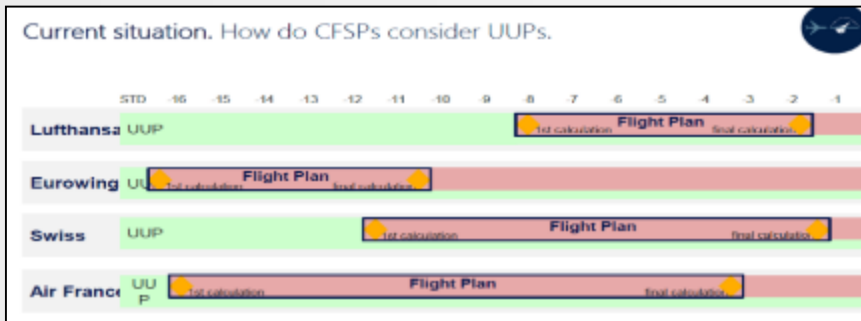 Current situation. How do CFSPs consider UUPs.
STD -16 -15 -14 -13 -12 -11 -10 -9 -8 -7 -6 -5 -4 -3 -2 -1
Lufthansa UUP Flight Plan
1st calculation final calculation
Eurowing UU Flight Plan
1st calculation final calculation
Swiss UUP Flight Plan
1st calculation final calculation
Air France UU Flight Plan
P 1st calculation final calculation